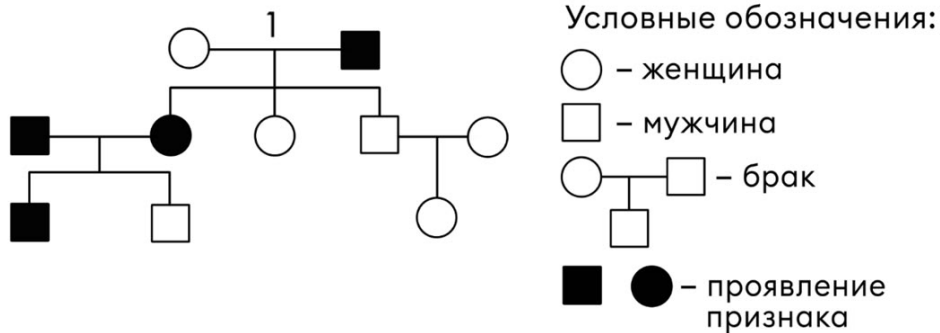 1
Условные обозначения:
– женщина
– мужчина
– брак
– проявление
признака